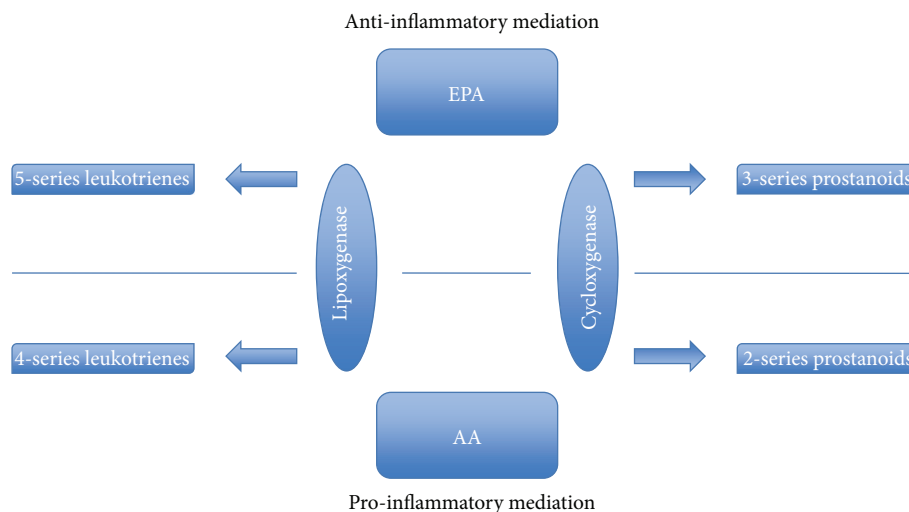 Anti-inflammatory mediation
EPA
5-series leukotrienes
3-series prostanoids
Lipoxygenase
Cycloxygenase
4-series leukotrienes
2-series prostanoids
AA
Pro-inflammatory mediation